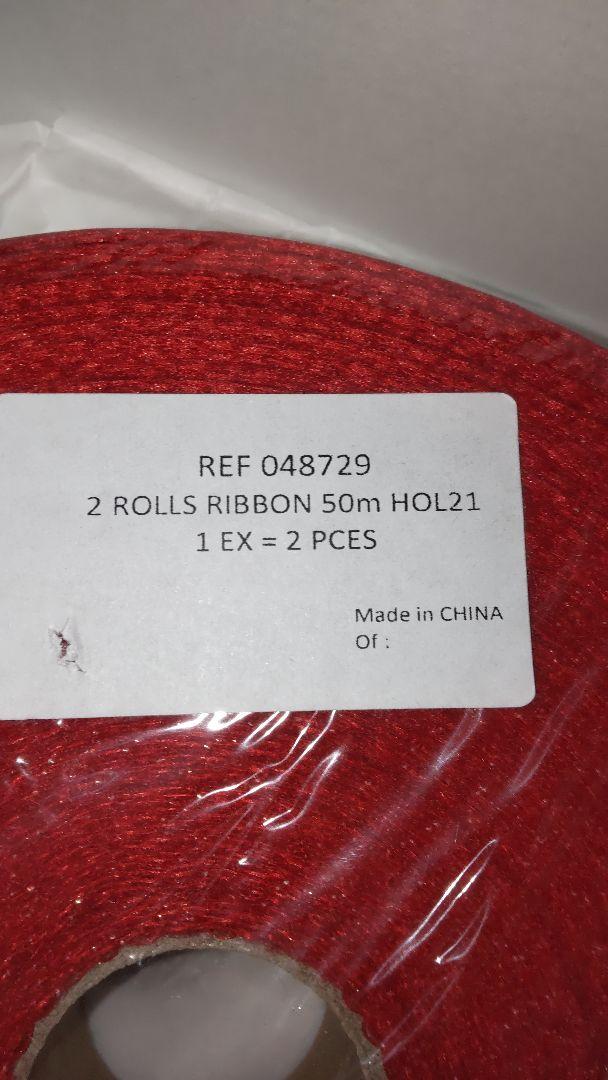 REF 048729
2 ROLLS RIBBON 50m HOL21
1 EX = 2 PCES
Made in CHINA
Of :